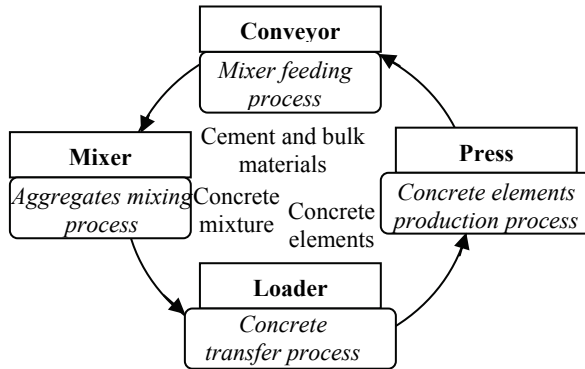 Conveyor
Mixer feeding
process
Cement and bulk
materials
Mixer
Aggregates mixing
process
Concrete
mixture
Concrete
elements
Press
Concrete elements
production process
Loader
Concrete
transfer process